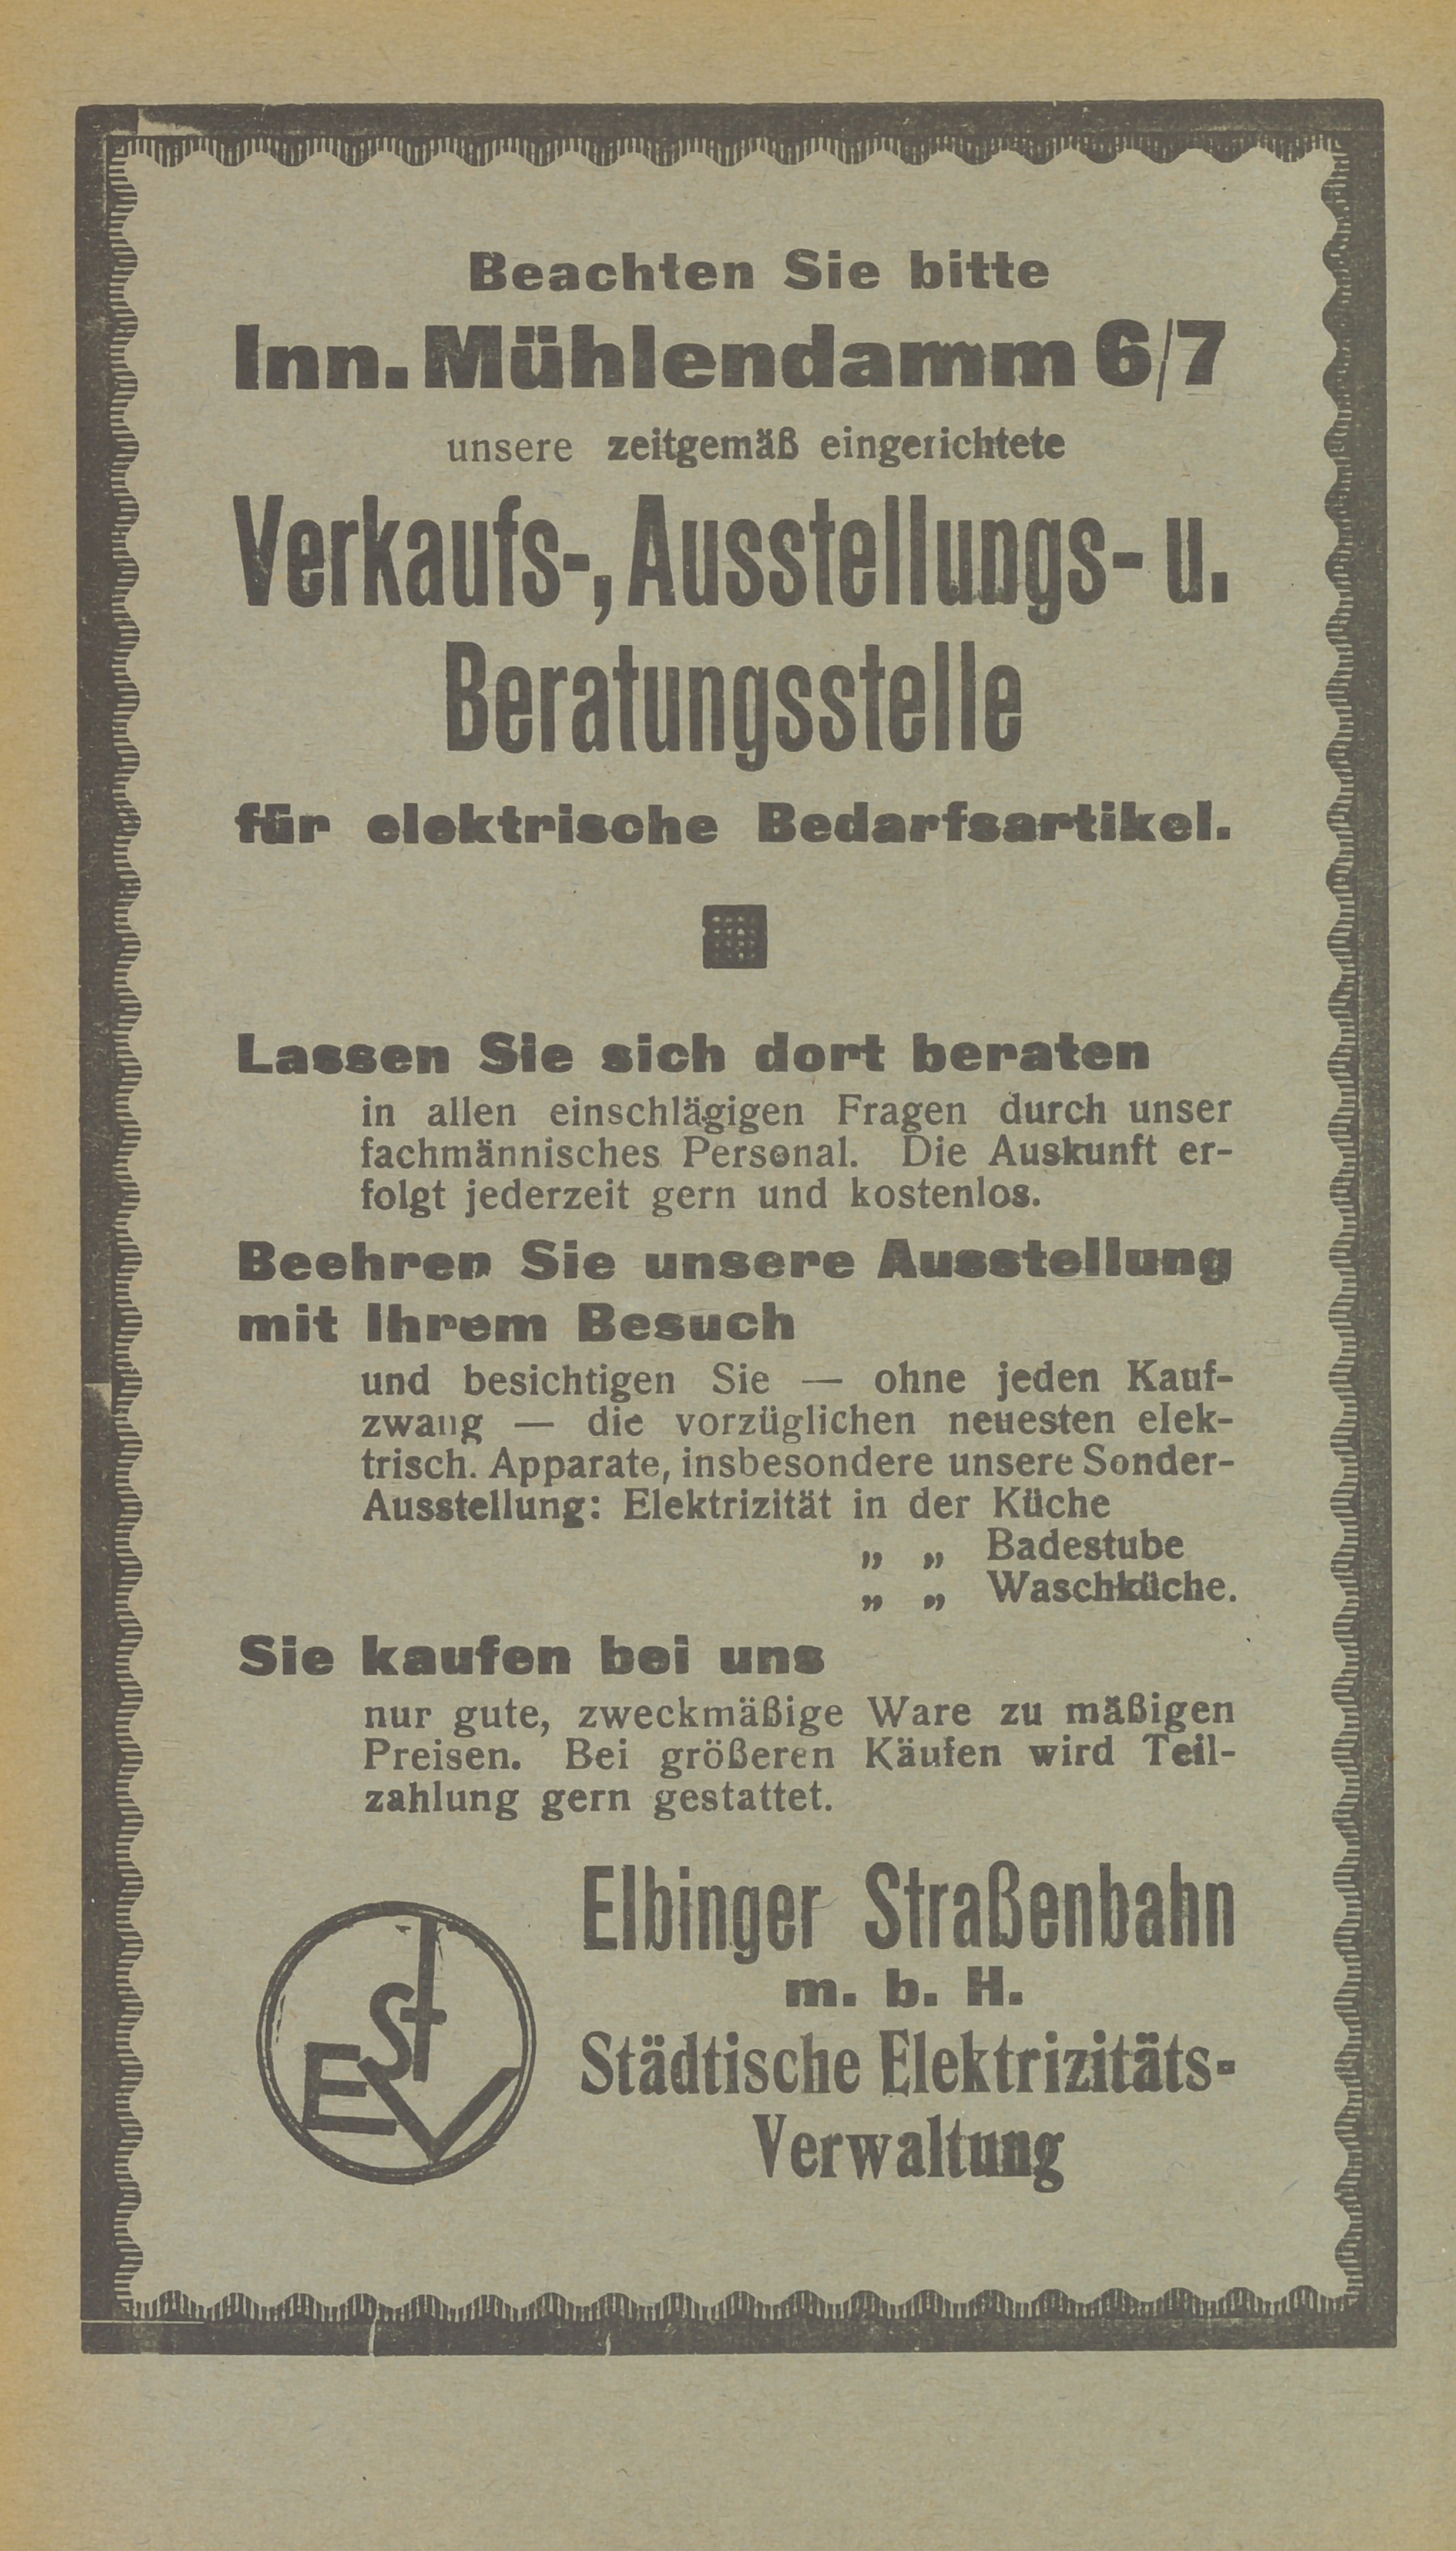 Beachten Sie bitte
Inn. Mühlendamm 6/7
unsere zeitgemäß eingerichtete
Verkaufs-, Ausstellungs- u.
Beratungsstelle
für elektrische Bedarfsartikel.
Lassen Sie sich dort beraten
in allen einschlägigen Fragen durch unser
fachmännisches Personal. Die Auskunft er-
folgt jederzeit gern und kostenlos.
Beehren Sie unsere Ausstellung
mit Ihrem Besuch
und besichtigen Sie — ohne jeden Kauf-
zwang — die vorzüglichen neuesten elek-
trisch. Apparate, insbesondere unsere Sonder-
Ausstellung: Elektrizität in der Küche
„ „ Badestube
„ „ Waschküche.
Sie kaufen bei uns
nur gute, zweckmäßige Ware zu mäßigen
Preisen. Bei größeren Käufen wird Teil-
zahlung gern gestattet.
Elbinger Straßenbahn
m. b. H.
Städtische Elektrizitäts-
Verwaltung
EStV